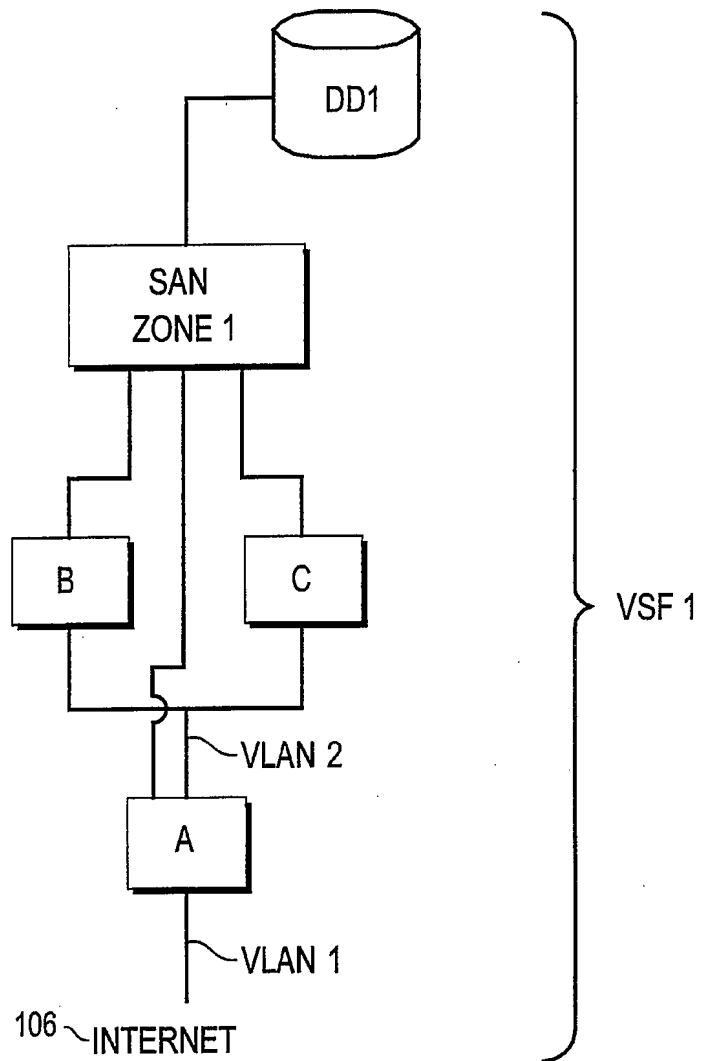 DD1
SAN
ZONE 1
B
C
VSF 1
VLAN 2
A
VLAN 1
106
INTERNET